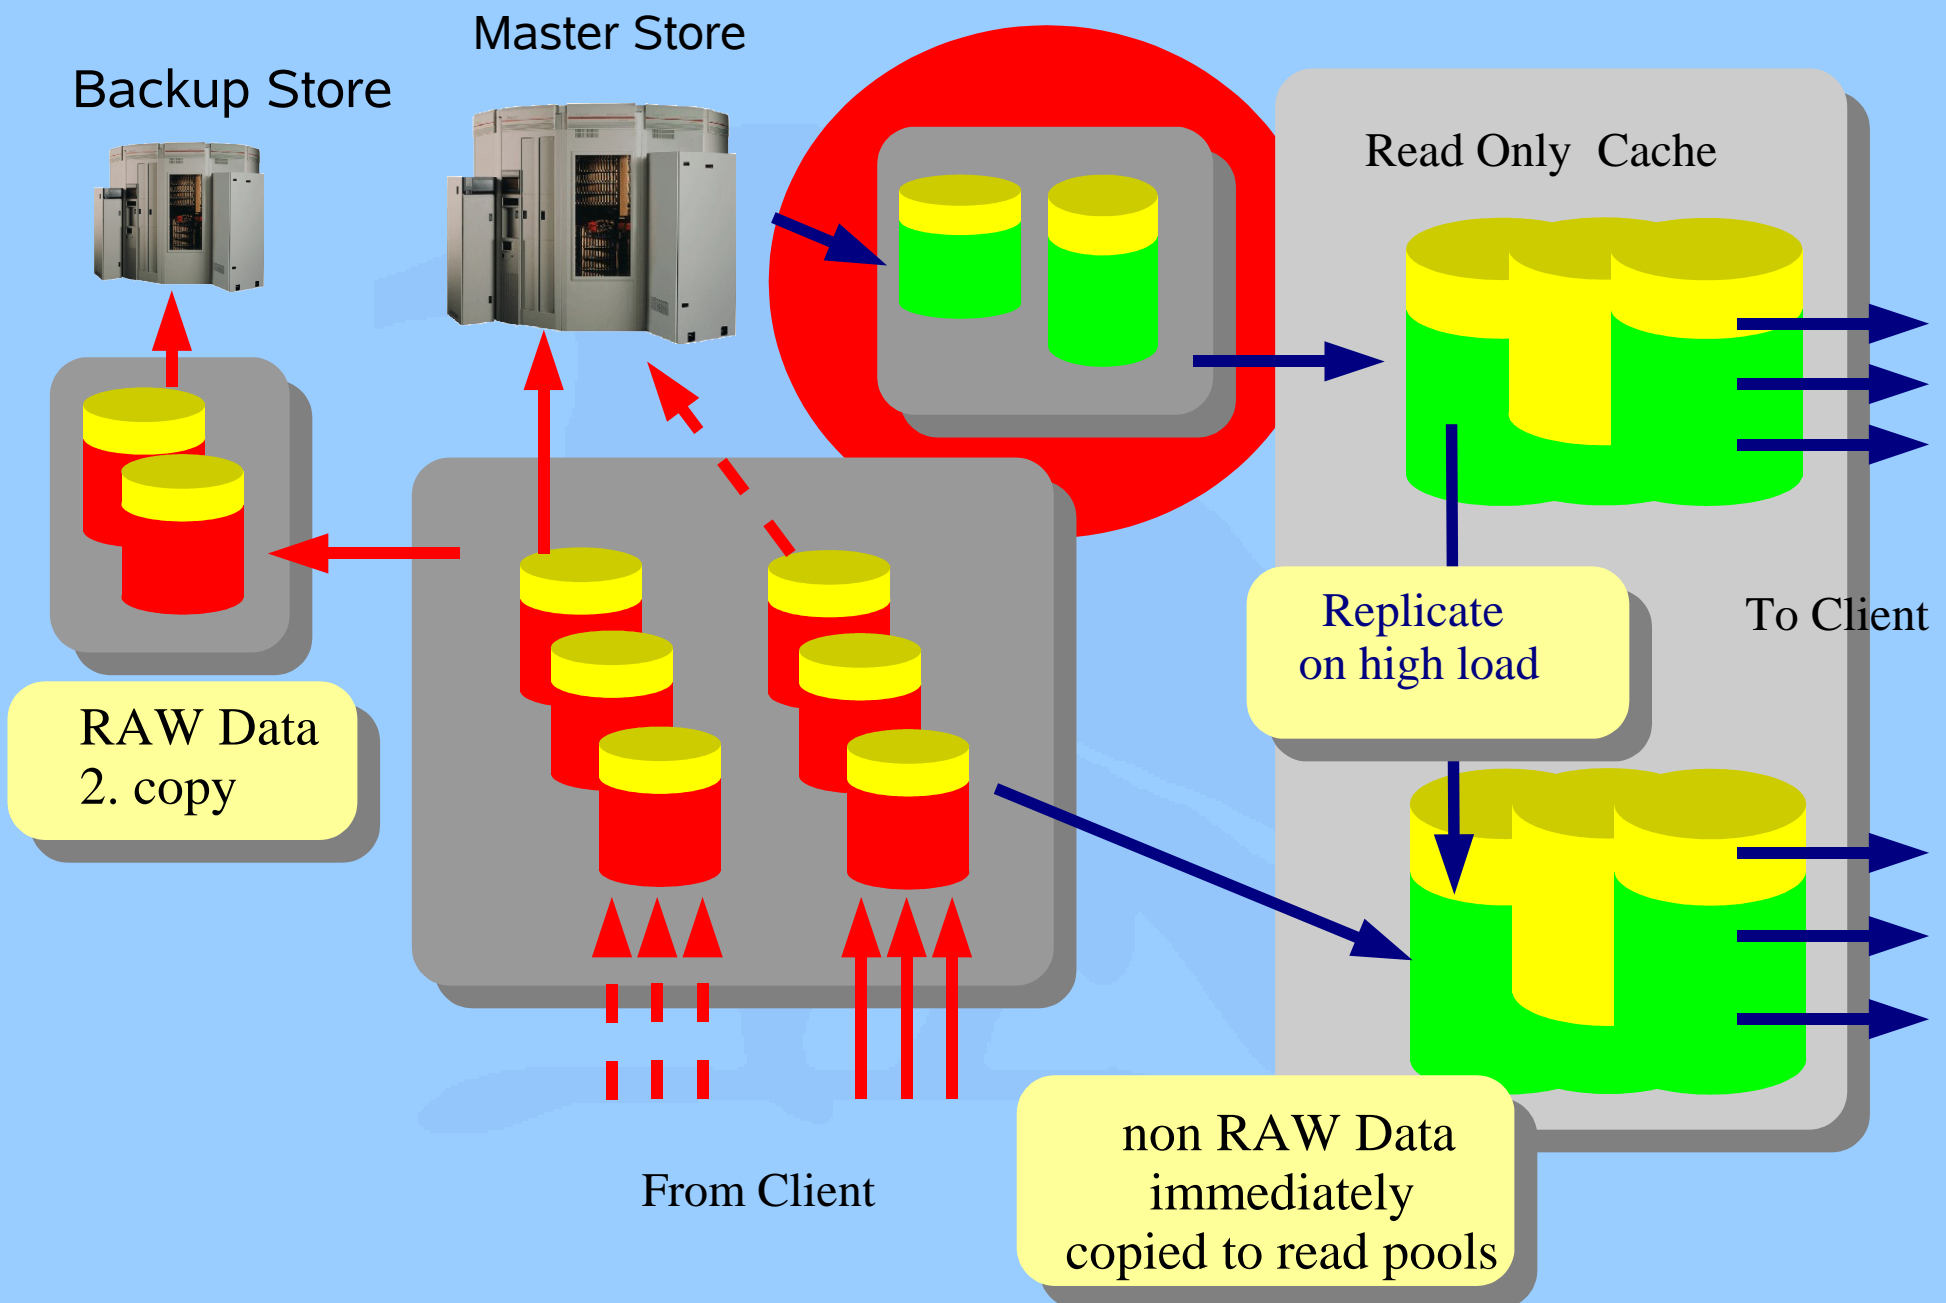 Master Store
Backup Store
Read Only  Cache
Replicate
on high load
To Client
RAW Data
2. copy
From Client
non RAW Data
immediately
copied to read pools